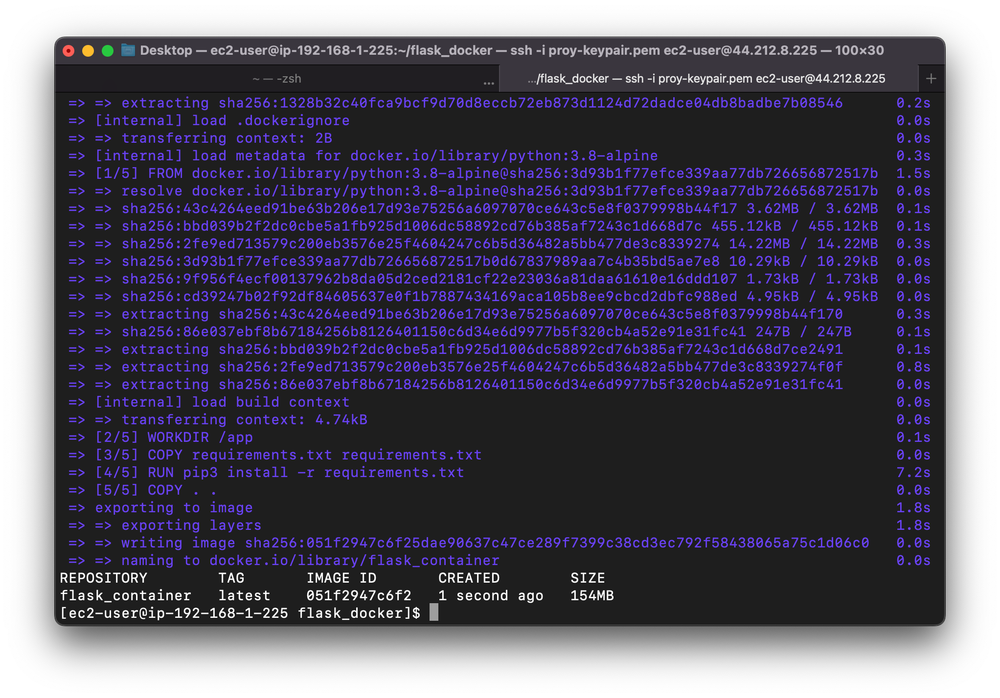 Desktop — ec2-user@ip-192-168-1-225:~/flask_docker — ssh -i proy-keypair.pem ec2-user@44.212.8.225 — 100×30
~ — -zsh ... .../flask_docker — ssh -i proy-keypair.pem ec2-user@44.212.8.225 +
=> => extracting sha256:1328b32c40fca9bcf9d70d8eccb72eb873d1124d72dadce04db8badbe7b08546 0.2s
=> [internal] load .dockerignore 0.0s
=> => transferring context: 2B 0.0s
=> [internal] load metadata for docker.io/library/python:3.8-alpine 0.3s
=> [1/5] FROM docker.io/library/python:3.8-alpine@sha256:3d93b1f77efce339aa77db726656872517b 1.5s
=> => resolve docker.io/library/python:3.8-alpine@sha256:3d93b1f77efce339aa77db726656872517b 0.0s
=> => sha256:43c4264eed91be63b206e17d93e75256a6097070ce643c5e8f0379998b44f17 3.62MB / 3.62MB 0.1s
=> => sha256:bbd039b2f2dc0cbe5a1fb925d1006dc58892cd76b385af7243c1d668d7c 455.12kB / 455.12kB 0.1s
=> => sha256:2fe9ed713579c200eb3576e25f4604247c6b5d36482a5bb477de3c8339274 14.22MB / 14.22MB 0.3s
=> => sha256:3d93b1f77efce339aa77db726656872517b0d67837989aa7c4b35bd5ae7e8 10.29kB / 10.29kB 0.0s
=> => sha256:9f956f4ecf00137962b8da05d2ced2181cf22e23036a81daa61610e16ddd107 1.73kB / 1.73kB 0.0s
=> => sha256:cd39247b02f92df84605637e0f1b7887434169aca105b8ee9cbcd2dbfc988ed 4.95kB / 4.95kB 0.0s
=> => extracting sha256:43c4264eed91be63b206e17d93e75256a6097070ce643c5e8f0379998b44f170 0.3s
=> => sha256:86e037ebf8b67184256b8126401150c6d34e6d9977b5f320cb4a52e91e31fc41 247B / 247B 0.1s
=> => extracting sha256:bbd039b2f2dc0cbe5a1fb925d1006dc58892cd76b385af7243c1d668d7ce2491 0.1s
=> => extracting sha256:2fe9ed713579c200eb3576e25f4604247c6b5d36482a5bb477de3c8339274f0f 0.8s
=> => extracting sha256:86e037ebf8b67184256b8126401150c6d34e6d9977b5f320cb4a52e91e31fc41 0.0s
=> [internal] load build context 0.0s
=> => transferring context: 4.74kB 0.0s
=> [2/5] WORKDIR /app 0.1s
=> [3/5] COPY requirements.txt requirements.txt 0.0s
=> [4/5] RUN pip3 install -r requirements.txt 7.2s
=> [5/5] COPY . . 0.0s
=> exporting to image 1.8s
=> => exporting layers 1.8s
=> => writing image sha256:051f2947c6f25dae90637c47ce289f7399c38cd3ec792f58438065a75c1d06c0 0.0s
=> => naming to docker.io/library/flask_container 0.0s
REPOSITORY TAG IMAGE ID CREATED SIZE
flask_container latest 051f2947c6f2 1 second ago 154MB
[ec2-user@ip-192-168-1-225 flask_docker]$